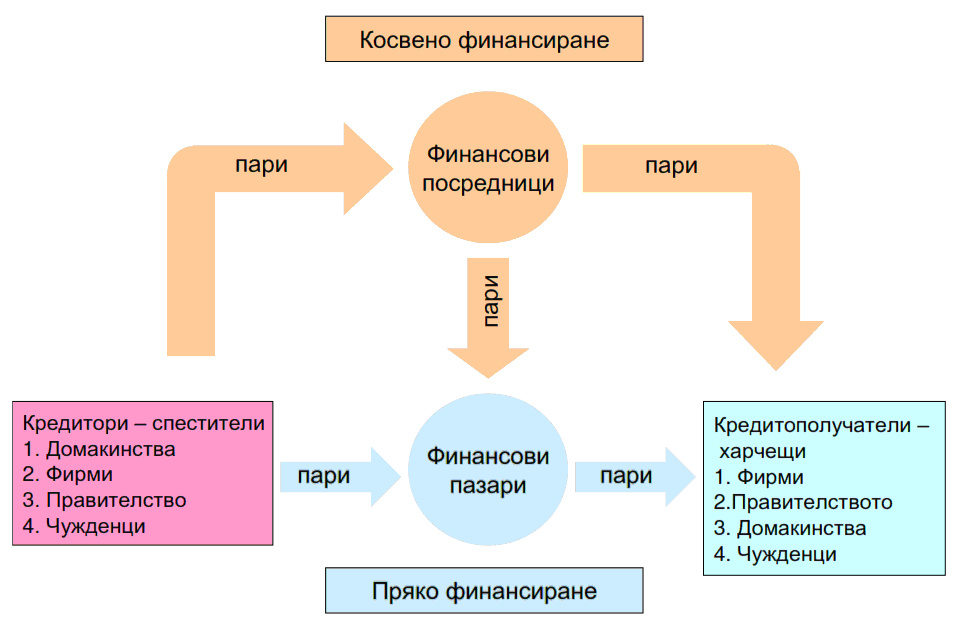 Косвено финансиране
пари
Финансови
посредници
пари
пари
Кредитори – спестители
1. Домакинства
2. Фирми
3. Правителство
4. Чужденци
пари
Финансови
пазари
пари
Кредитополучатели –
харчещи
1. Фирми
2.Правителството
3. Домакинства
4. Чужденци
Пряко финансиране